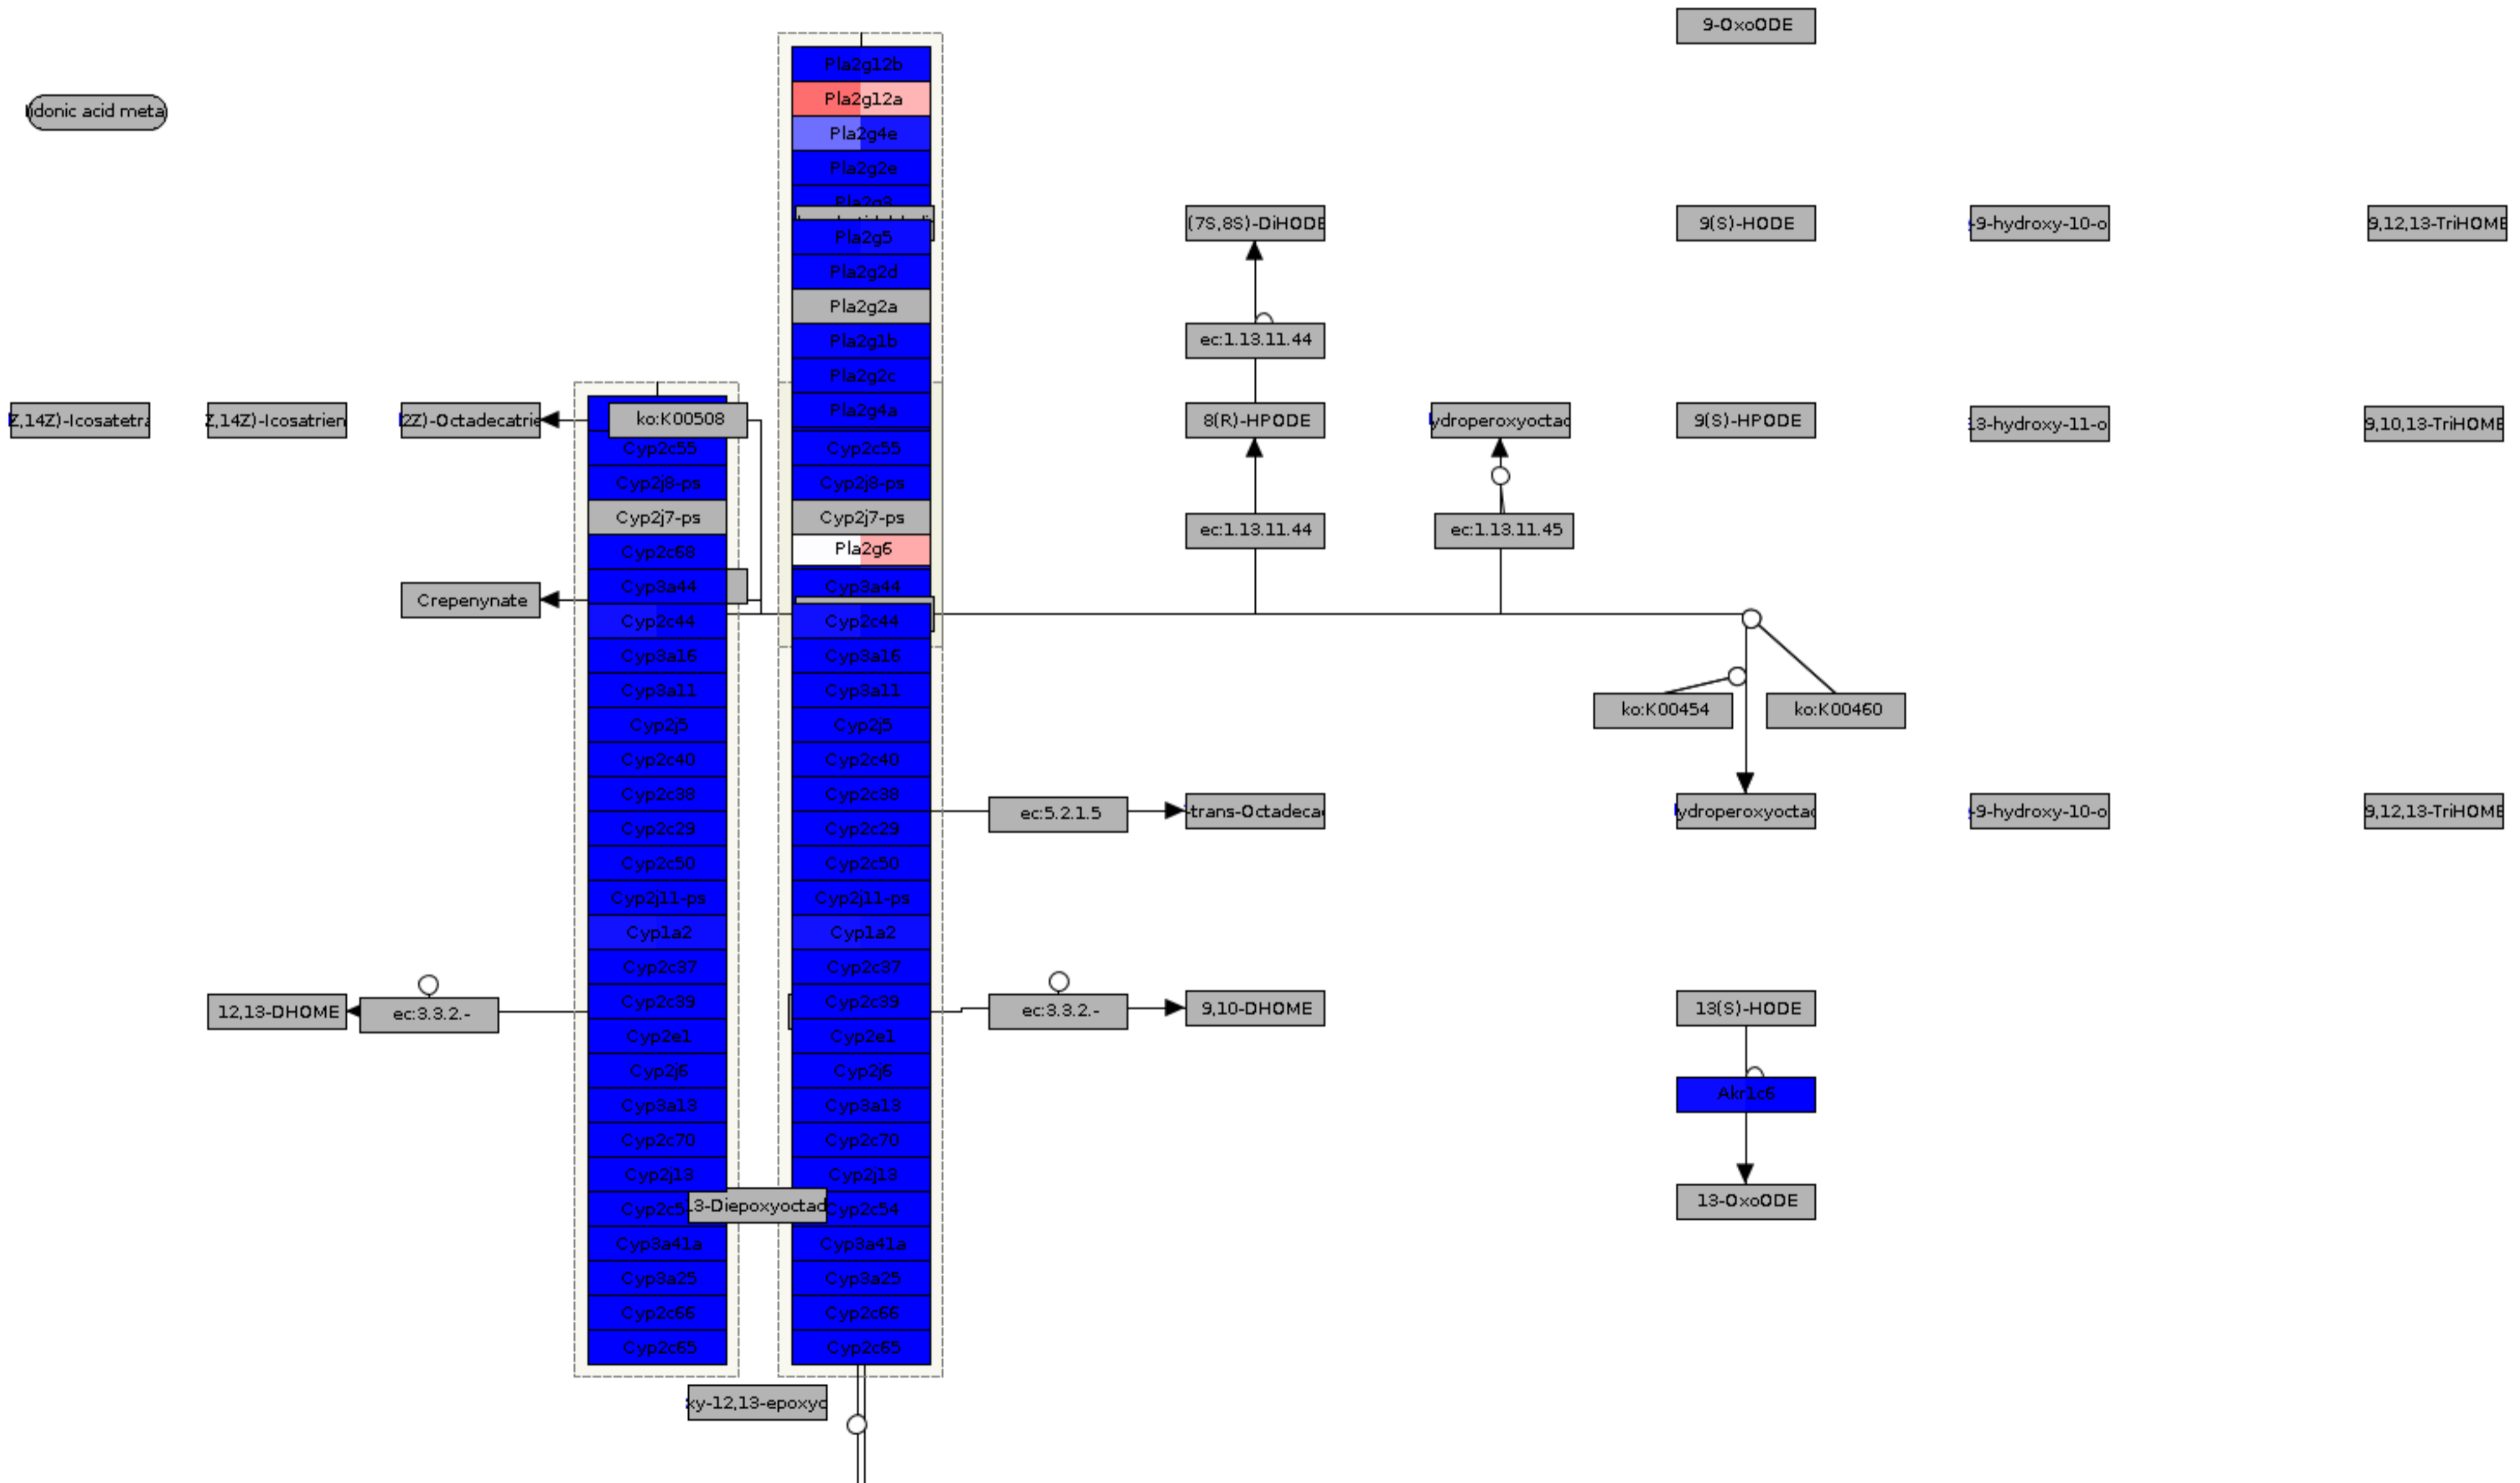 9-OxoODE
Pla2g12b
Pla2g12a
idonic acid meta
Pla2g4e
Pla2g2e
Pla2g3
Pla2g5
(7S,8S)-DiHODE
9(S)-HODE
-9-hydroxy-10-o
9,12,13-TriHOME
Pla2g2d
Pla2g2a
Pla2g1b
ec:1.13.11.44
Pla2g2c
Pla2g4a
Z,14Z)-Icosatetra
Z,14Z)-Icosatrien
2Z)-Octadecatrie
ko:K00508
8(R)-HPODE
ydroperoxyoctad
9(S)-HPODE
13-hydroxy-11-o
9,10,13-TriHOME
Cyp2c55
Cyp2c55
Cyp2j8-ps
Cyp2j8-ps
Cyp2j7-ps
Cyp2j7-ps
ec:1.13.11.44
ec:1.13.11.45
Cyp2c68
Pla2g6
Cyp3a44
Cyp3a44
Crepenynate
Cyp2c44
Cyp2c44
Cyp3a16
Cyp3a16
Cyp3a11
Cyp3a11
ko:K00454
ko:K00460
Cyp2j5
Cyp2j5
Cyp2c40
Cyp2c40
Cyp2c38
Cyp2c38
ec:5.2.1.5
-trans-Octadecad
ydroperoxyoctad
-9-hydroxy-10-o
9,12,13-TriHOME
Cyp2c29
Cyp2c29
Cyp2c50
Cyp2c50
Cyp2j11-ps
Cyp2j11-ps
Cyp1a2
Cyp1a2
Cyp2c37
Cyp2c37
12,13-DHOME
ec:3.3.2.-
Cyp2c39
Cyp2c39
ec:3.3.2.-
9,10-DHOME
13(S)-HODE
Cyp2e1
Cyp2e1
Cyp2j6
Cyp2j6
Akr1c6
Cyp3a13
Cyp3a13
Cyp2c70
Cyp2c70
Cyp2j13
Cyp2j13
13-OxoODE
Cyp2c5
13-Diepoxyoctad
Cyp2c54
Cyp3a41a
Cyp3a41a
Cyp3a25
Cyp3a25
Cyp2c66
Cyp2c66
Cyp2c65
Cyp2c65
xy-12,13-epoxyo